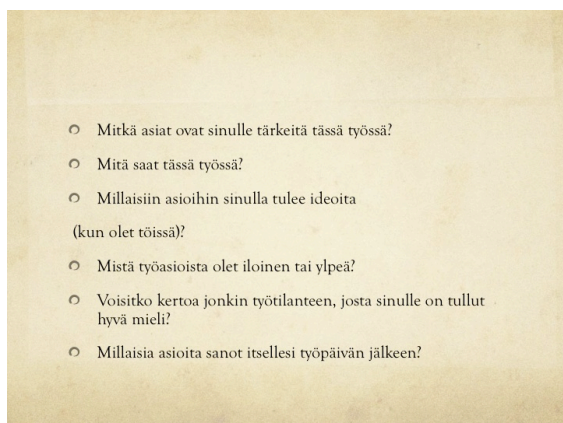 Mitkä asiat ovat sinulle tärkeitä tässä työssä?
Mitä saat tässä työssä?
Millaisiin asioihin sinulla tulee ideoita
(kun olet töissä)?
Mistä työasioista olet iloinen tai ylpeä?
Voisitko kertoa jonkin työtilanteen, josta sinulle on tullut
hyvä mieli?
Millaisia asioita sanot itsellesi työpäivän jälkeen?